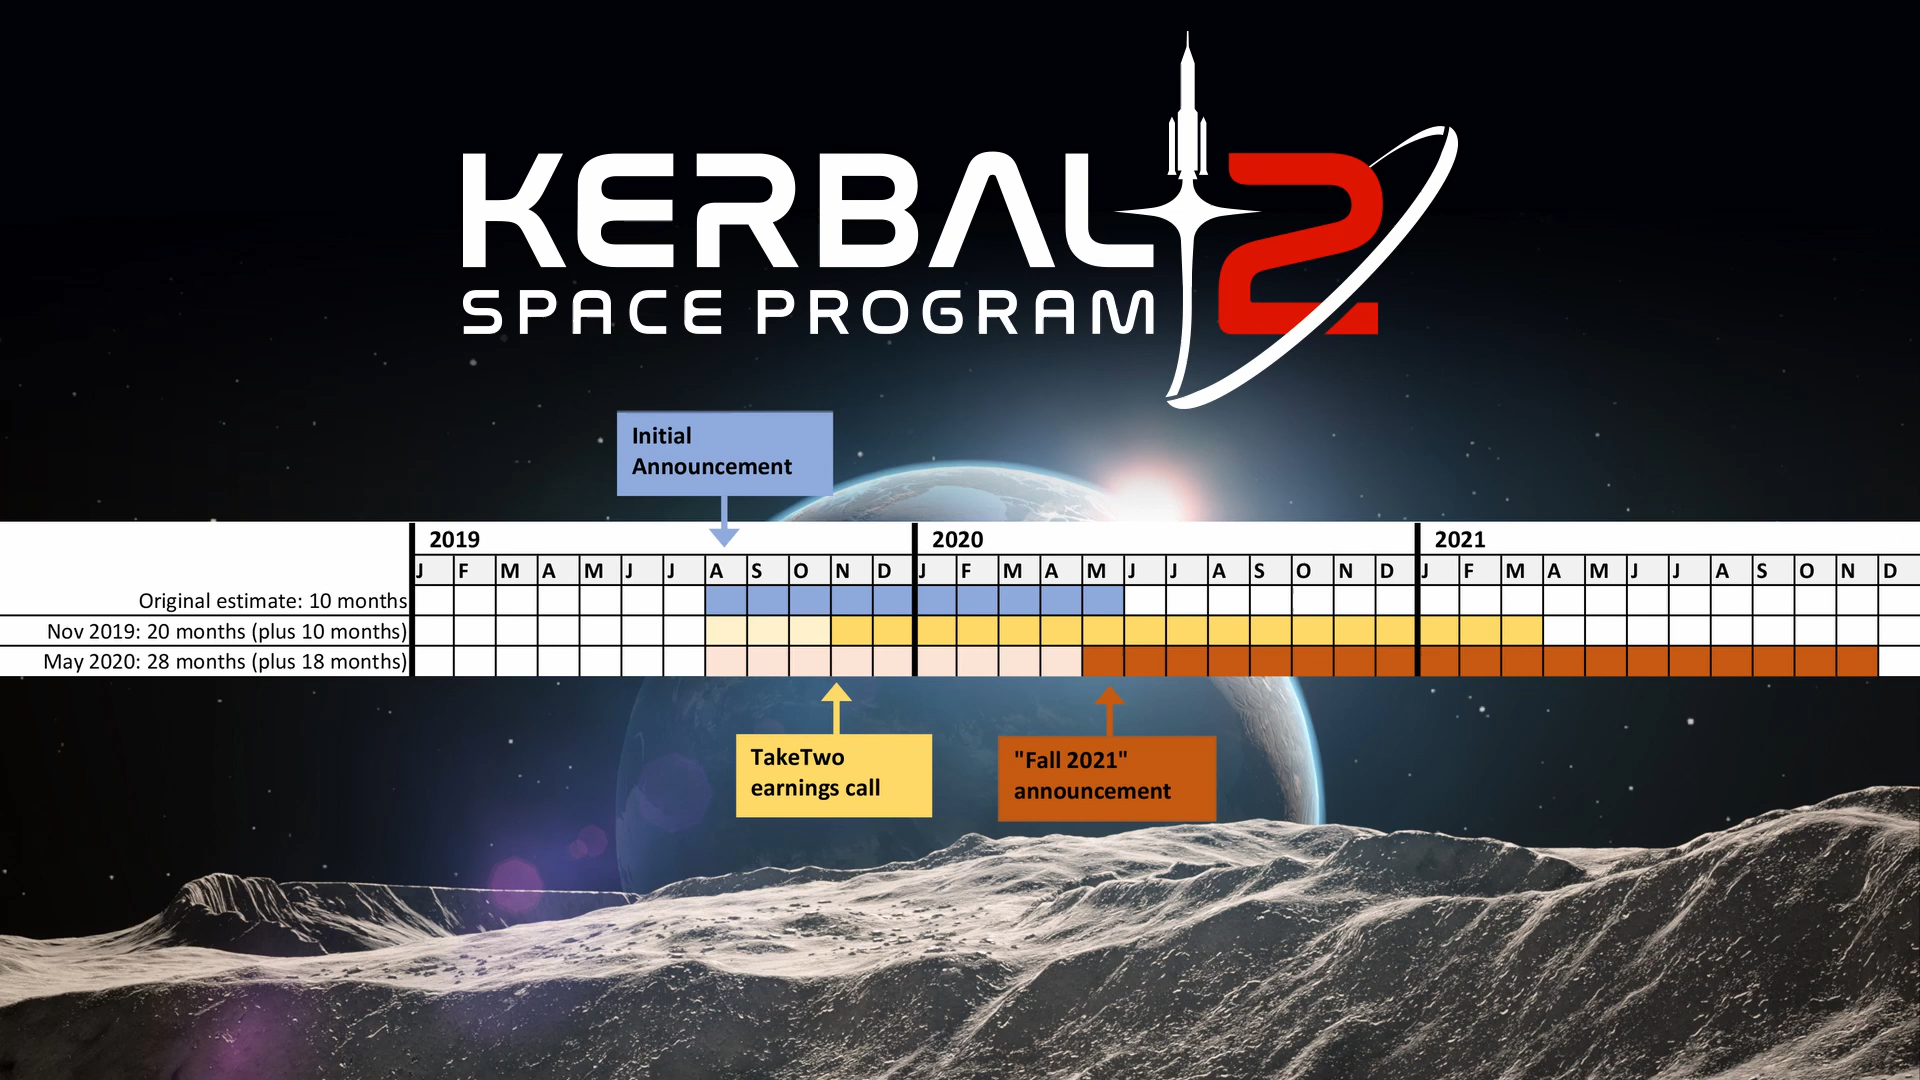 KERBAL 2
SPACE PROGRAM
Initial
Announcement
2019 2020 2021
J F M A M J J A S O N D J F M A M J J A S O N D J F M A M J J A S O N D
Original estimate: 10 months
Nov 2019: 20 months (plus 10 months)
May 2020: 28 months (plus 18 months)
TakeTwo
earnings call
"Fall 2021"
announcement